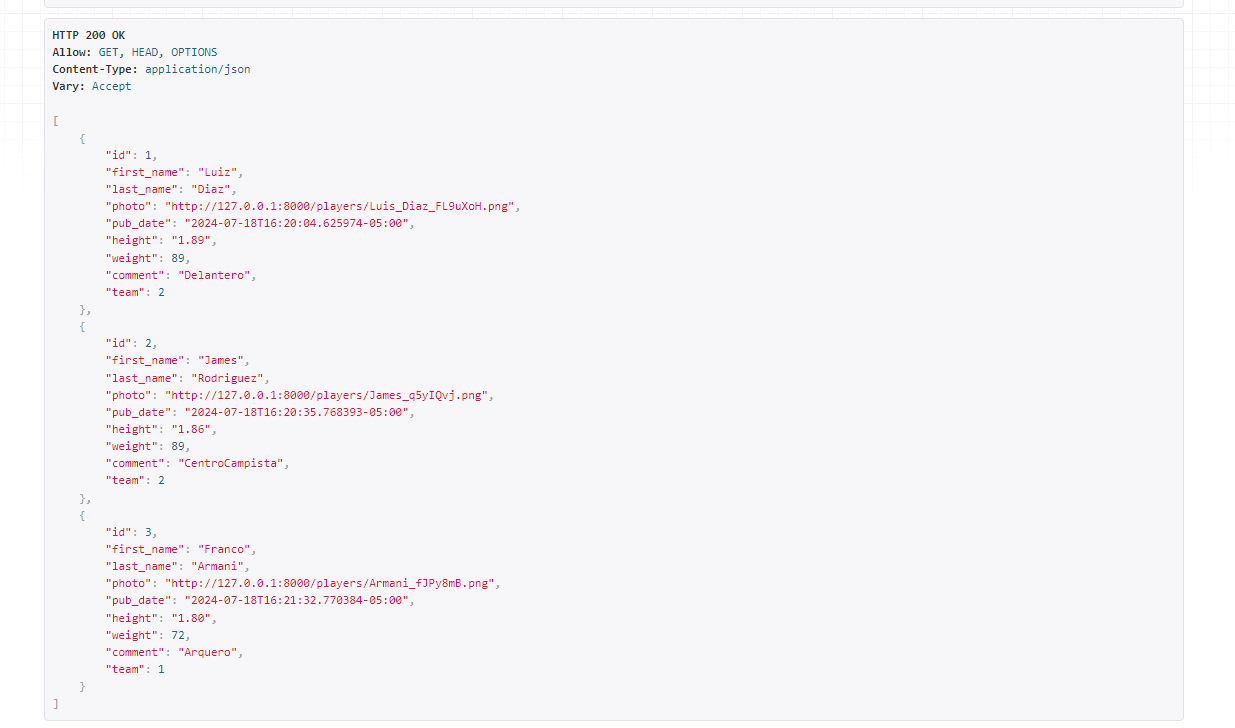 HTTP 200 OK
Allow: GET, HEAD, OPTIONS
Content-Type: application/json
Vary: Accept
[
{
"id": 1,
"first_name": "Luiz",
"last_name": "Diaz",
"photo": "http://127.0.0.1:8000/players/Luis_Diaz_FL9uXoH.png",
"pub_date": "2024-07-18T16:20:04.625974-05:00",
"height": "1.89",
"weight": 89,
"comment": "Delantero",
"team": 2
},
{
"id": 2,
"first_name": "James",
"last_name": "Rodriguez",
"photo": "http://127.0.0.1:8000/players/James_q5yIQvj.png",
"pub_date": "2024-07-18T16:20:35.768393-05:00",
"height": "1.86",
"weight": 89,
"comment": "CentroCampista",
"team": 2
},
{
"id": 3,
"first_name": "Franco",
"last_name": "Armani",
"photo": "http://127.0.0.1:8000/players/Armani_fJPy8mB.png",
"pub_date": "2024-07-18T16:21:32.770384-05:00",
"height": "1.80",
"weight": 72,
"comment": "Arquero",
"team": 1
}
]